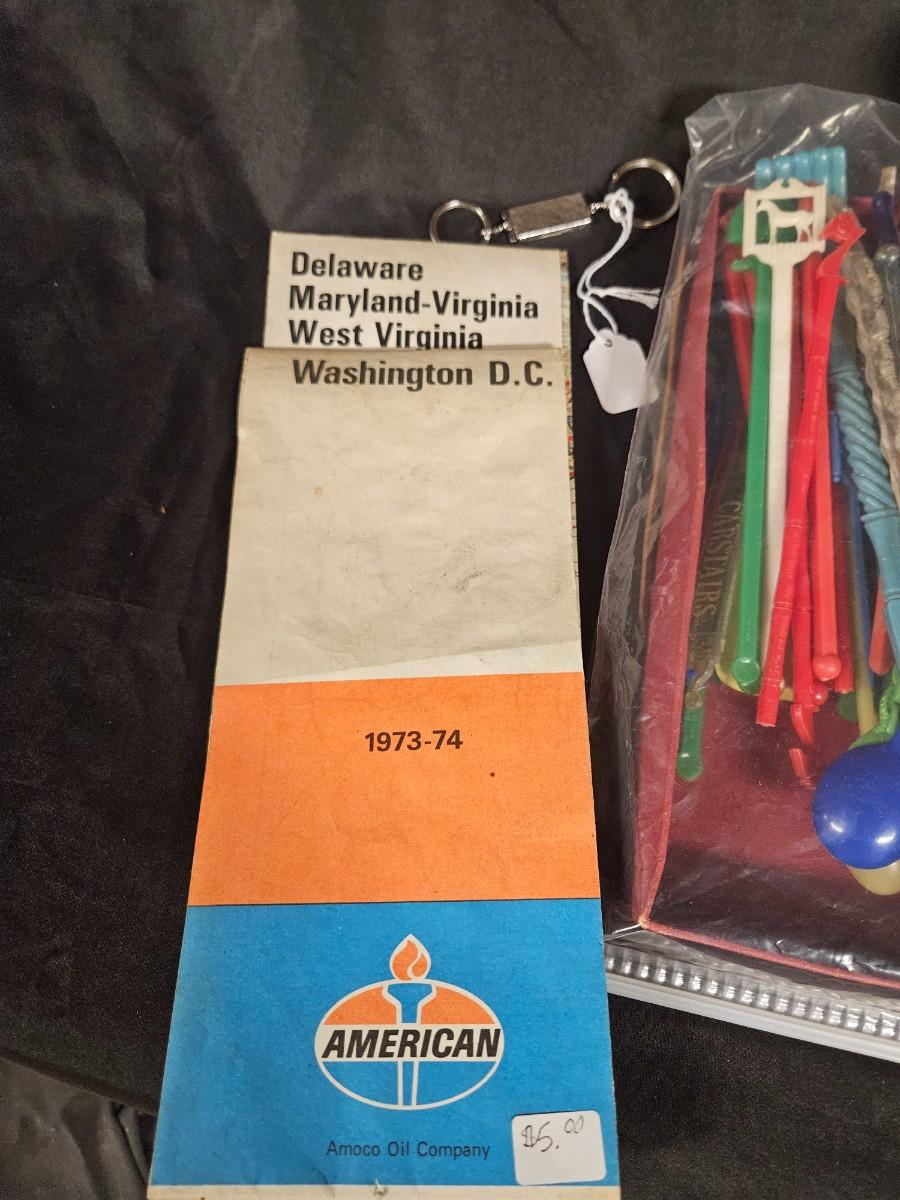 Delaware
Maryland-Virginia
West Virginia
Washington D.C.
1973-74
AMERICAN
Amoco Oil Company
$5.00
CARSTAIRS